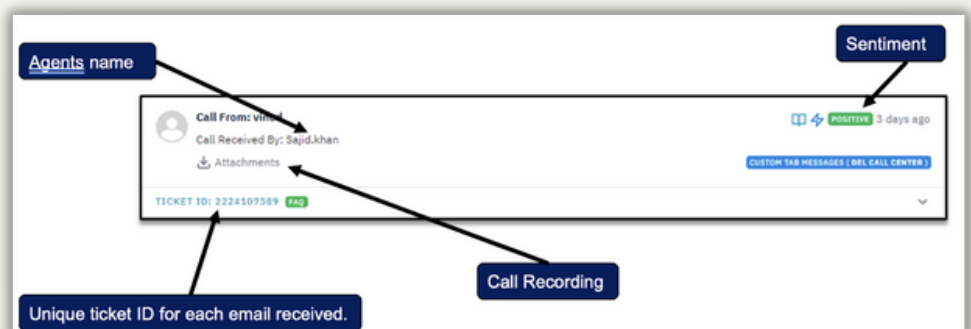 Sentiment
Agents name
Call From:
POSITIVE 3 days ago
Call Received By: Sajid.khan
Attachments
CUSTOM TAB MESSAGES ( DEL CALL CENTER )
TICKET ID: 2224107589 FAQ
Call Recording
Unique ticket ID for each email received.